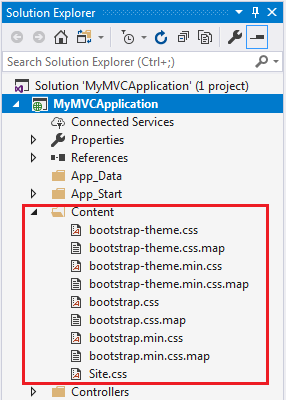 Solution Explorer
Search Solution Explorer (Ctrl+;)
Solution 'MyMVCApplication' (1 project)
MyMVCApplication
Connected Services
Properties
References
App_Data
App_Start
Content
bootstrap-theme.css
bootstrap-theme.css.map
bootstrap-theme.min.css
bootstrap-theme.min.css.map
bootstrap.css
bootstrap.css.map
bootstrap.min.css
bootstrap.min.css.map
Site.css
Controllers